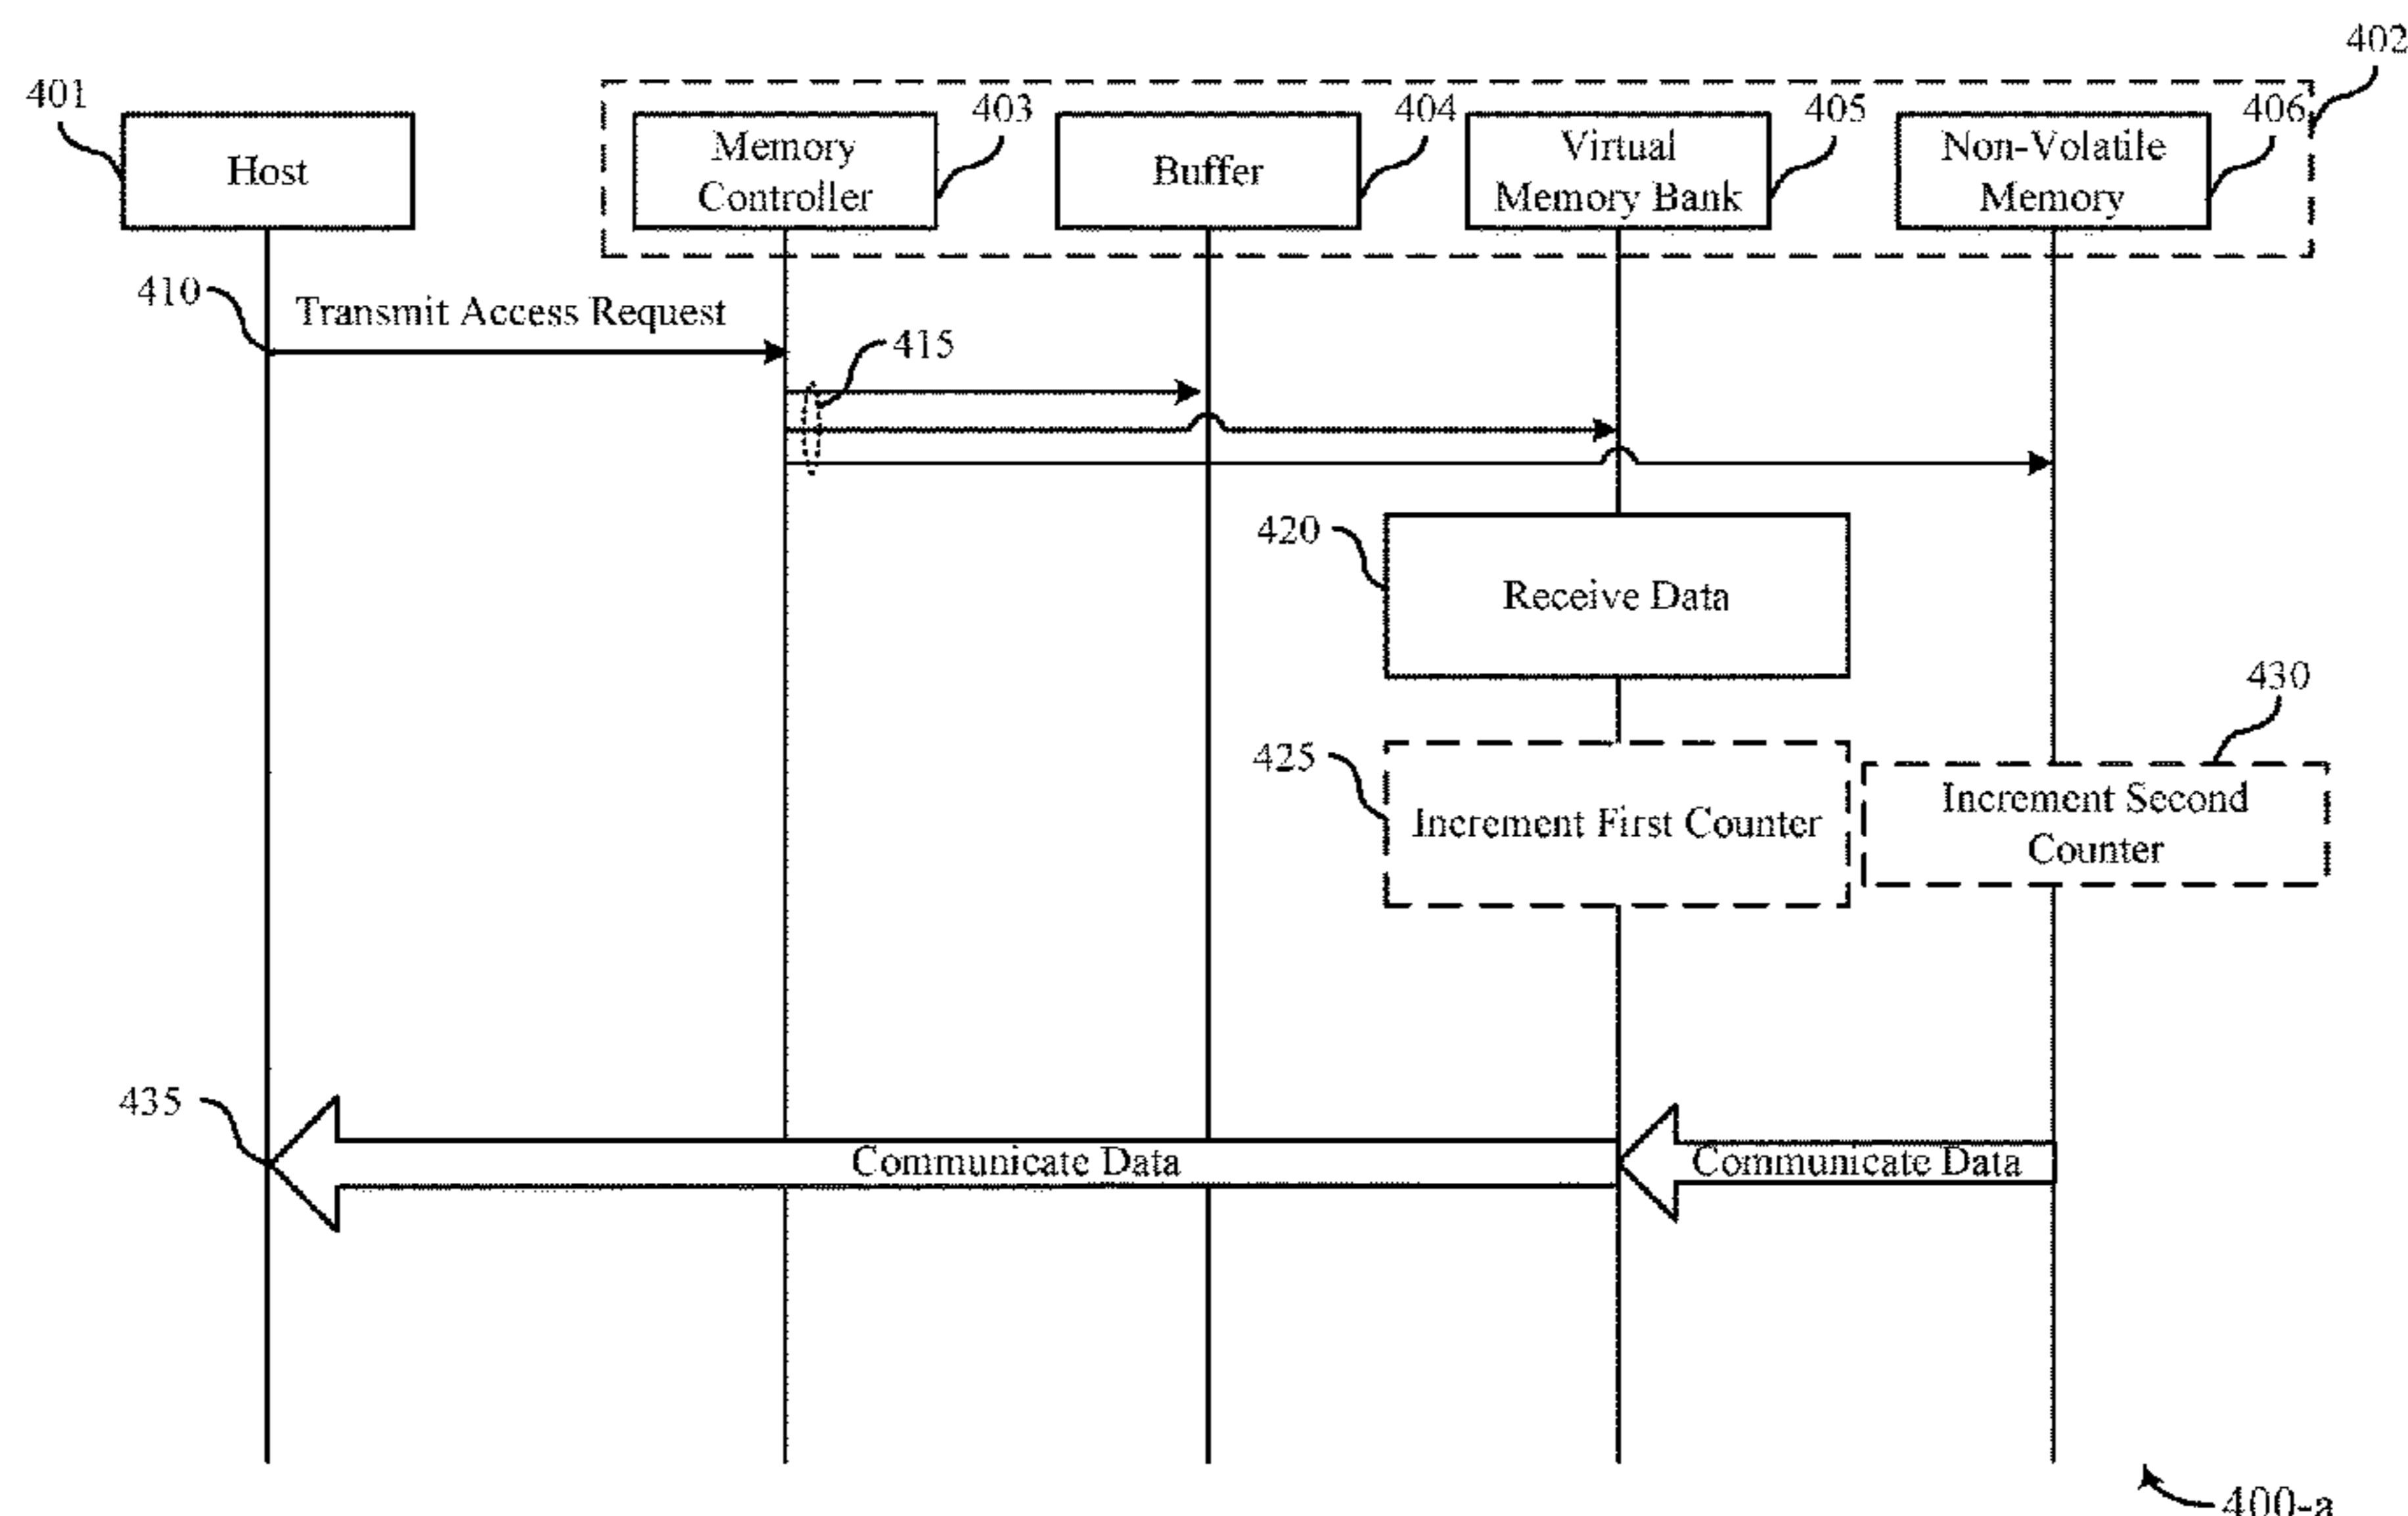 402
401
403
404
405
406
Host
Memory
Controller
Buffer
Virtual
Memory Bank
Non-Volatile
Memory
410
Transmit Access Request
415
420
Receive Data
430
425
Increment First Counter
Increment Second
Counter
435
Communicate Data
Communicate Data
400-a